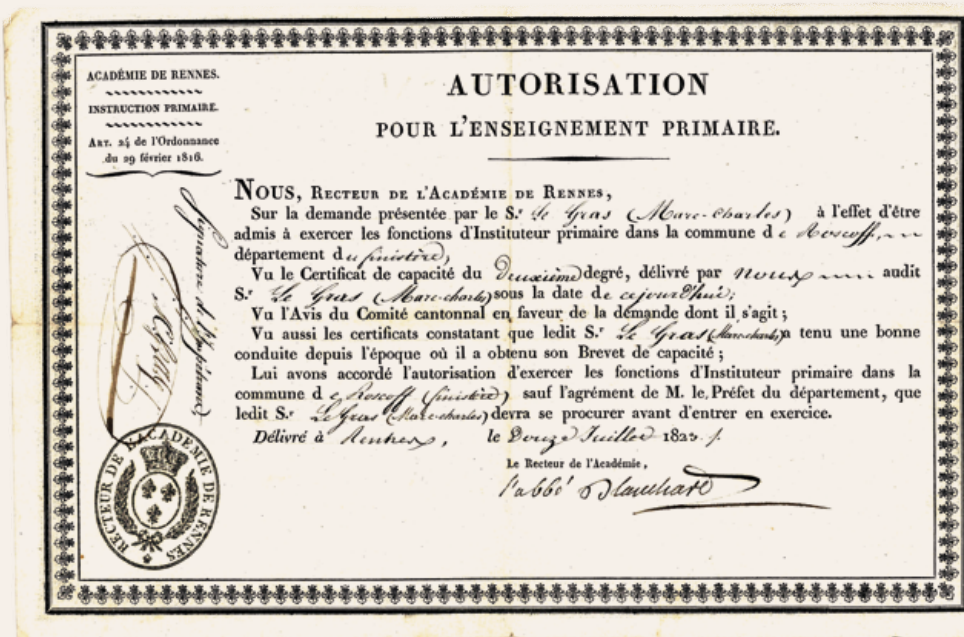 ACADÉMIE DE RENNES.
INSTRUCTION PRIMAIRE.
ART. 24 de l'Ordonnance
du 29 février 1816.
AUTORISATION
POUR L'ENSEIGNEMENT PRIMAIRE.
NOUS, RECTEUR DE L'ACADÉMIE DE RENNES,
Sur la demande présentée par le S.r Le Gras (Marc-Charles) à l'effet d'être
admis à exercer les fonctions d'Instituteur primaire dans la commune de Roscoff,
département du finistère,
Vu le Certificat de capacité du Deuxième degré, délivré par nous audit
S.r Le Gras (Marc-charles) sous la date de cejourd'hui;
Vu l'Avis du Comité cantonnal en faveur de la demande dont il s'agit ;
Vu aussi les certificats constatant que ledit S.r Le Gras (Marc-charles) a tenu une bonne
conduite depuis l'époque où il a obtenu son Brevet de capacité ;
Lui avons accordé l'autorisation d'exercer les fonctions d'Instituteur primaire dans la
commune de Roscoff (finistère) sauf l'agrément de M. le Préfet du département, que
ledit S.r Le Gras (Marc-charles) devra se procurer avant d'entrer en exercice.
Délivré à Rennes, le Douze Juillet 1823.
Le Recteur de l'Académie,
l'abbé Blanchard
Signature de l'Impétrant
RECTEUR DE L'ACADEMIE DE RENNES